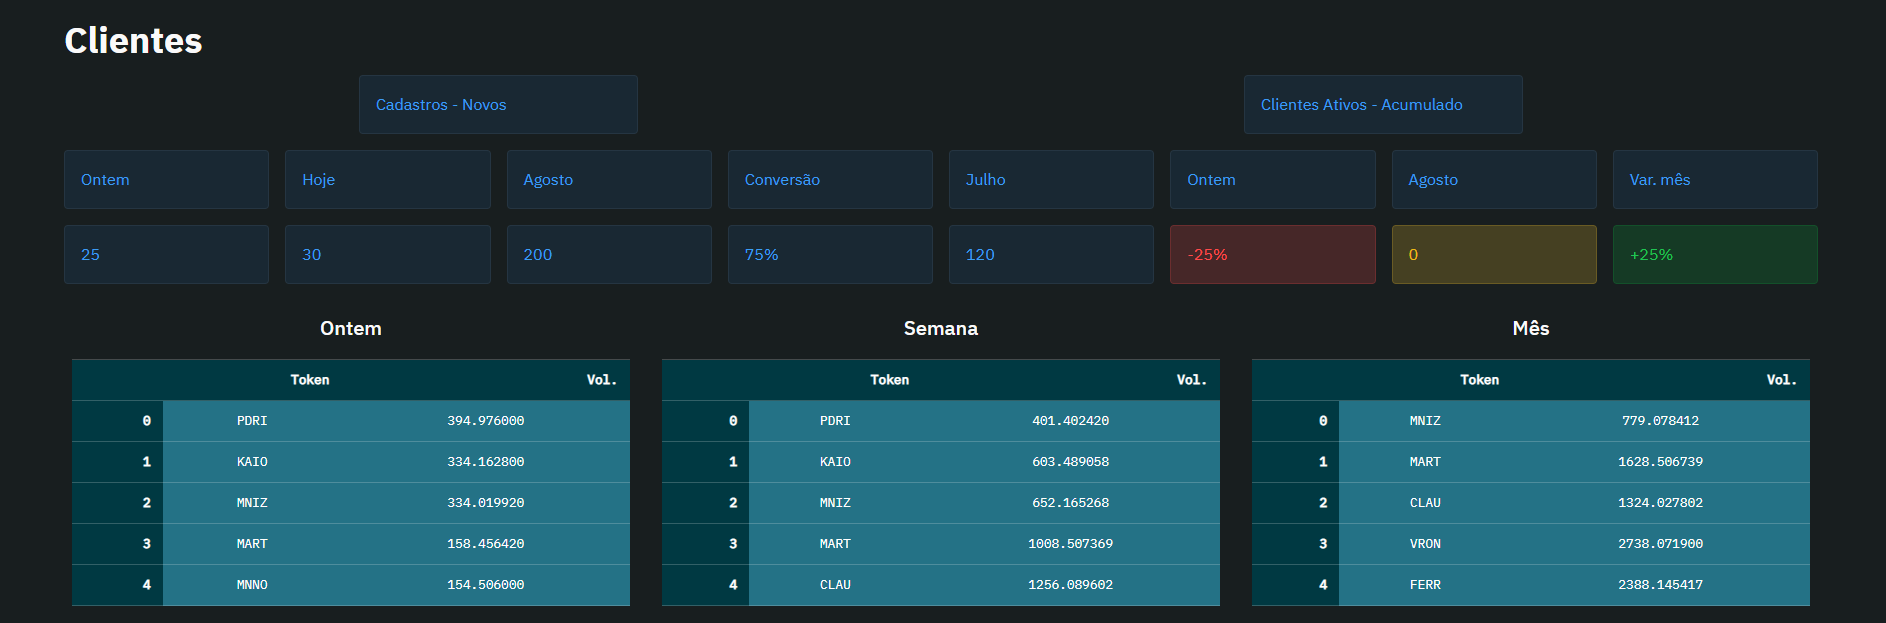 Clientes
Cadastros - Novos
Clientes Ativos - Acumulado
Ontem Hoje Agosto Conversão Julho Ontem Agosto Var. mês
25 30 200 75% 120 -25% 0 +25%
Ontem
Token Vol.
0 PDRI 394.976000
1 KAIO 334.162800
2 MNIZ 334.019920
3 MART 158.456420
4 MNNO 154.506000
Semana
Token Vol.
0 PDRI 401.402420
1 KAIO 603.489058
2 MNIZ 652.165268
3 MART 1008.507369
4 CLAU 1256.089602
Mês
Token Vol.
0 MNIZ 779.078412
1 MART 1628.506739
2 CLAU 1324.027802
3 VRON 2738.071900
4 FERR 2388.145417